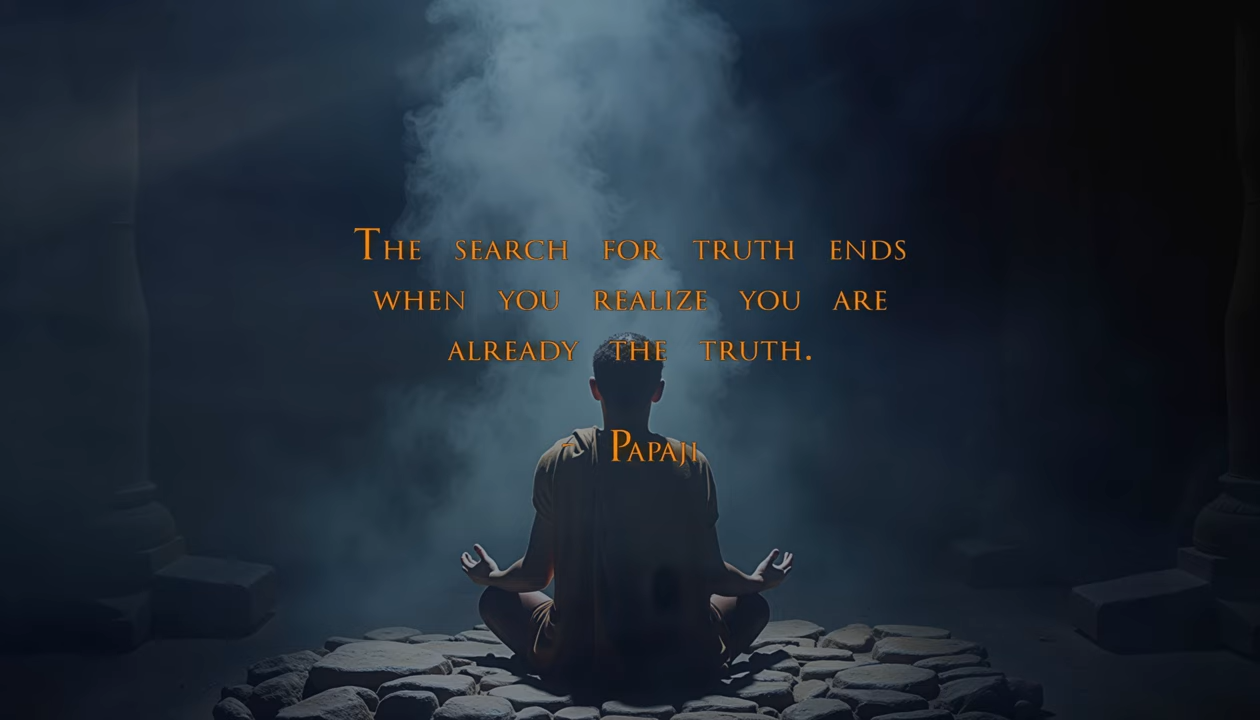 The search for truth ends
when you realize you are
already the truth.
- Papaji